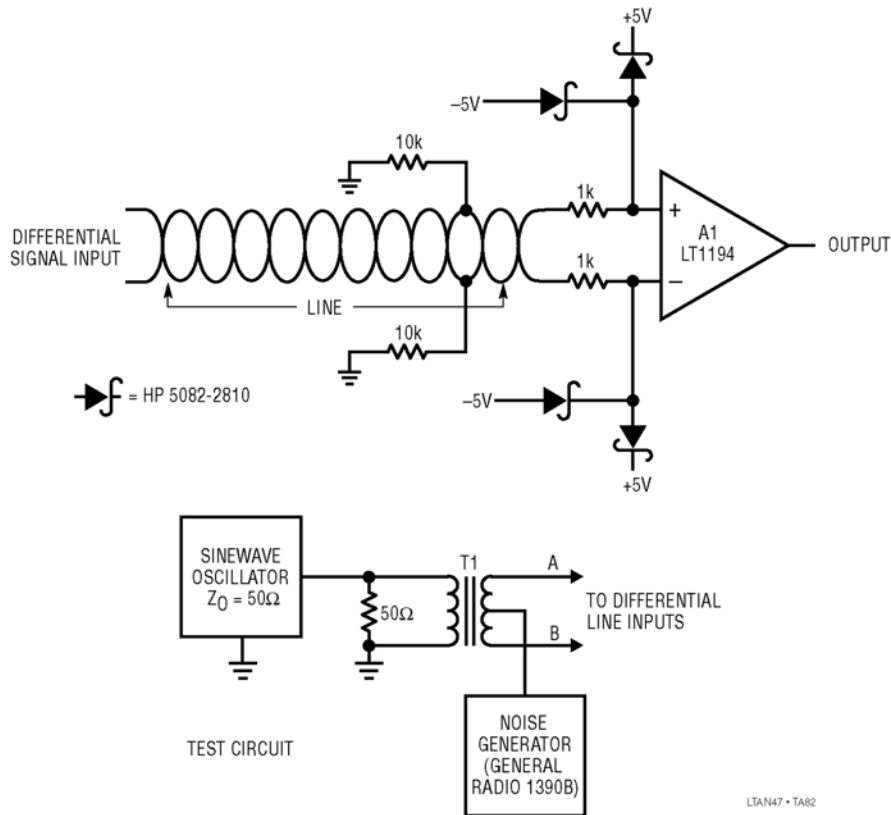 +5V
–5V
10k
1k
+
A1
LT1194
OUTPUT
DIFFERENTIAL
SIGNAL INPUT
1k
–
LINE
10k
= HP 5082-2810
–5V
+5V
SINEWAVE
OSCILLATOR
ZO = 50Ω
50Ω
T1
A
TO DIFFERENTIAL
LINE INPUTS
B
TEST CIRCUIT
NOISE
GENERATOR
(GENERAL
RADIO 1390B)
LTAN47 • TA82